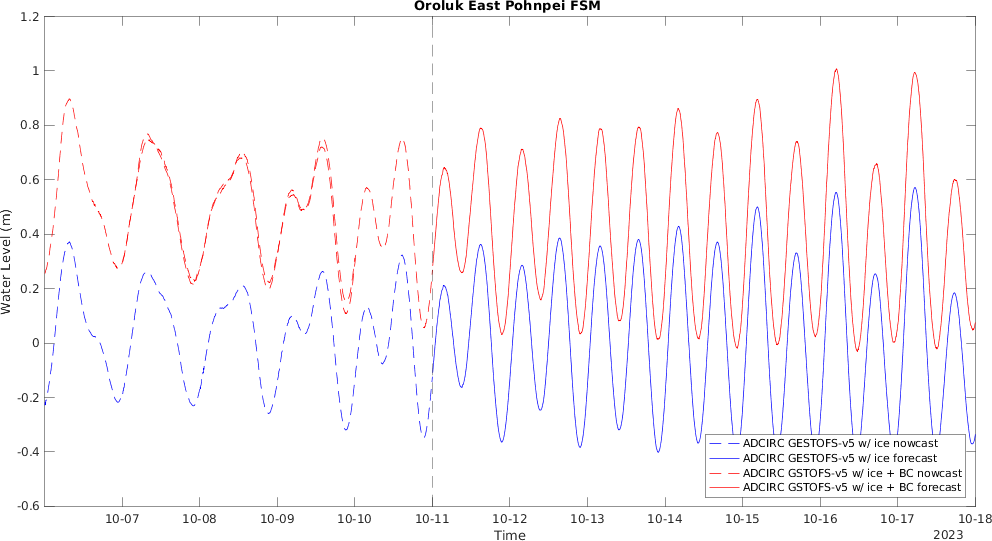 Oroluk East Pohnpei FSM
1.2
1
0.8
0.6
0.4
0.2
0
-0.2
-0.4
-0.6
Water Level (m)
ADCIRC GESTOFS-v5 w/ ice nowcast
ADCIRC GESTOFS-v5 w/ ice forecast
ADCIRC GSTOFS-v5 w/ ice + BC nowcast
ADCIRC GSTOFS-v5 w/ ice + BC forecast
10-07 10-08 10-09 10-10 10-11 10-12 10-13 10-14 10-15 10-16 10-17 10-18
Time
2023